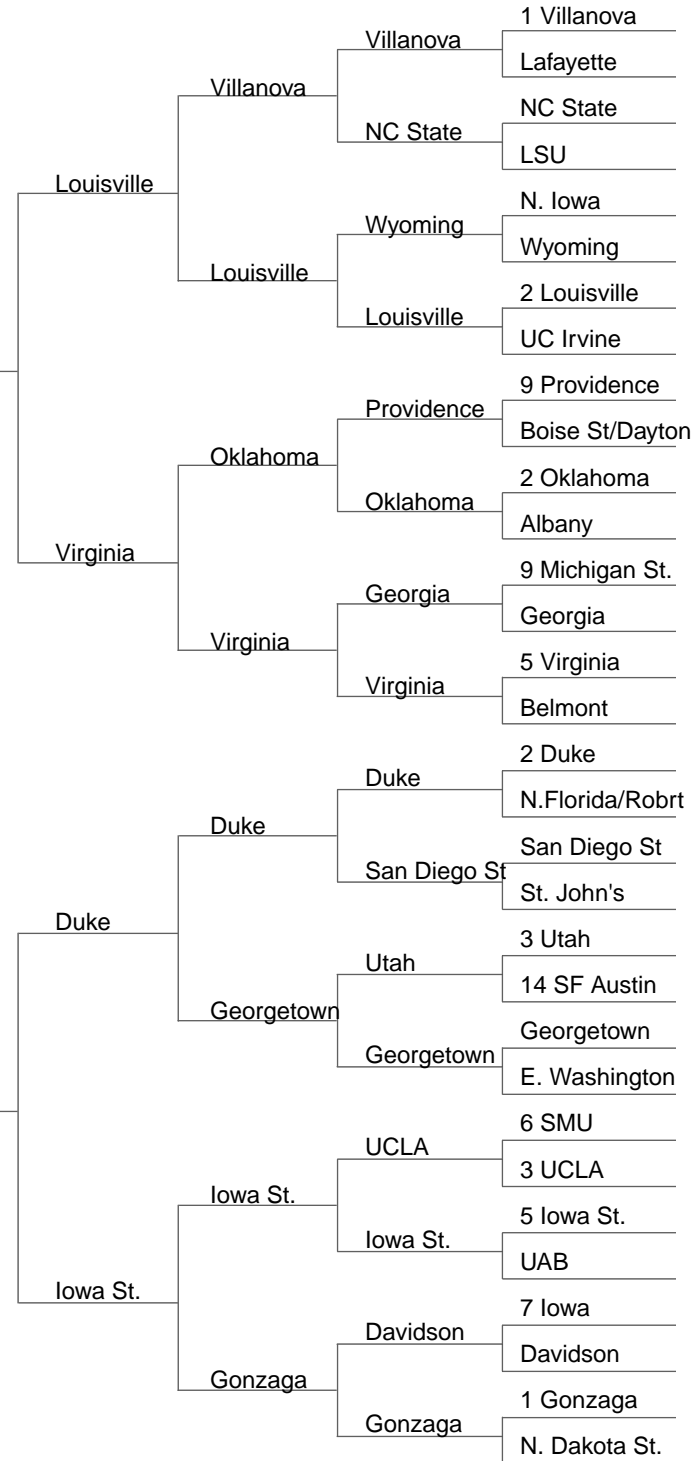 1 Villanova
Villanova
Lafayette
Villanova
NC State
NC State
LSU
Louisville
N. Iowa
Wyoming
Wyoming
Louisville
2 Louisville
Louisville
UC Irvine
9 Providence
Providence
Boise St/Dayton
Oklahoma
2 Oklahoma
Oklahoma
Albany
Virginia
9 Michigan St.
Georgia
Georgia
Virginia
5 Virginia
Virginia
Belmont
2 Duke
Duke
N.Florida/Robrt
Duke
San Diego St
San Diego St
St. John's
Duke
3 Utah
Utah
14 SF Austin
Georgetown
Georgetown
Georgetown
E. Washington
6 SMU
UCLA
3 UCLA
Iowa St.
5 Iowa St.
Iowa St.
UAB
Iowa St.
7 Iowa
Davidson
Davidson
Gonzaga
1 Gonzaga
Gonzaga
N. Dakota St.